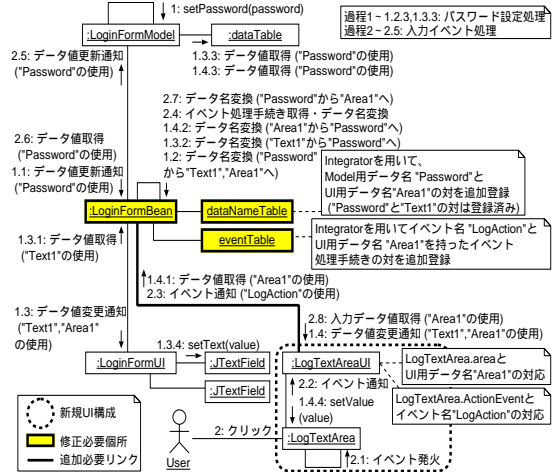 1: setPassword(password)
過程1~1.2.3,1.3.3: パスワード設定処理
過程2~2.5: 入力イベント処理
:LoginFormModel
:dataTable
1.3.3: データ値取得 ("Password"の使用)
1.4.3: データ値取得 ("Password"の使用)
2.5: データ値更新通知
("Password"の使用)
2.7: データ名変換 ("Password"から"Area1"へ)
2.4: イベント処理手続き取得・データ名変換
1.4.2: データ名変換 ("Area1"から"Password"へ)
1.3.2: データ名変換 ("Text1"から"Password"へ)
1.2: データ名変換 ("Password"
から"Text1","Area1"へ)
2.6: データ値取得
("Password"の使用)
1.1: データ値更新通知
("Password"の使用)
Integratorを用いて、
Model用データ名 "Password"と
UI用データ名"Area1"の対を追加登録
("Password"と"Text1"の対は登録済み)
:LoginFormBean
dataNameTable
eventTable
Integratorを用いてイベント名 "LogAction"と
UI用データ名 "Area1"を持ったイベント
処理手続きの対を追加登録
1.3.1: データ値取得
("Text1"の使用)
1.4.1: データ値取得 ("Area1"の使用)
2.3: イベント通知 ("LogAction"の使用)
1.3: データ値変更通知
("Text1","Area1"
の使用)
2.8: 入力データ値取得 ("Area1"の使用)
1.4: データ値変更通知 ("Text1","Area1"の使用)
1.3.4: setText(value)
:LoginFormUI
:JTextField
:JTextField
:LogTextAreaUI
LogTextArea.areaと
UI用データ名"Area1"の対応
2.2: イベント通知
1.4.4: setValue
(value)
LogTextArea.ActionEventと
イベント名"LogAction"の対応
新規UI構成
修正必要個所
追加必要リンク
2: クリック
User
:LogTextArea
2.1: イベント発火